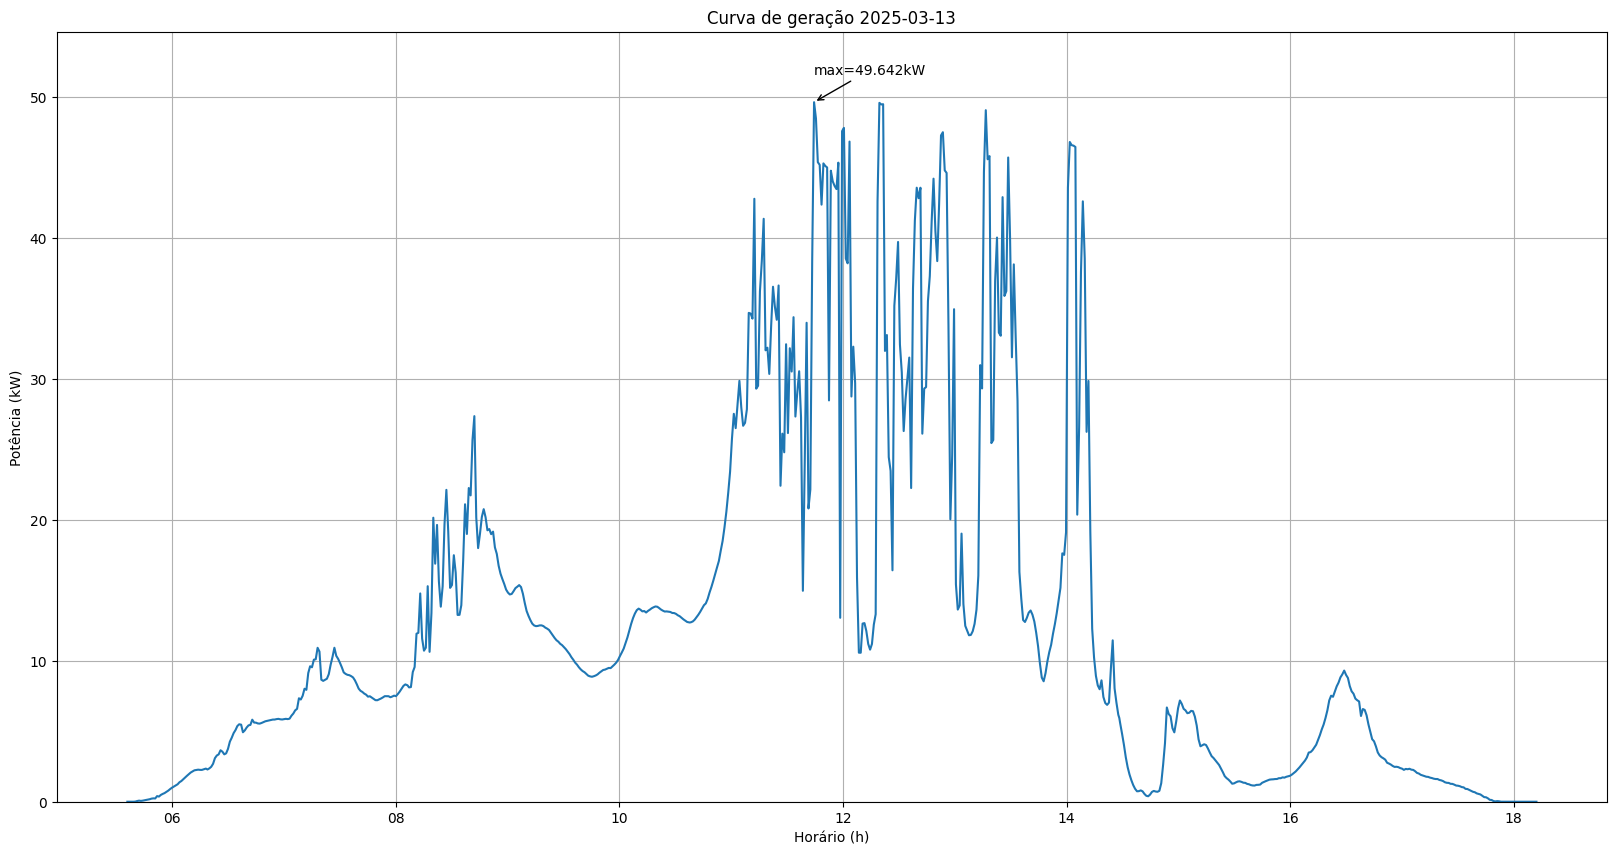 Curva de geração 2025-03-13
max=49.642kW
50
40
30
20
10
0
Potência (kW)
06 08 10 12 14 16 18
Horário (h)